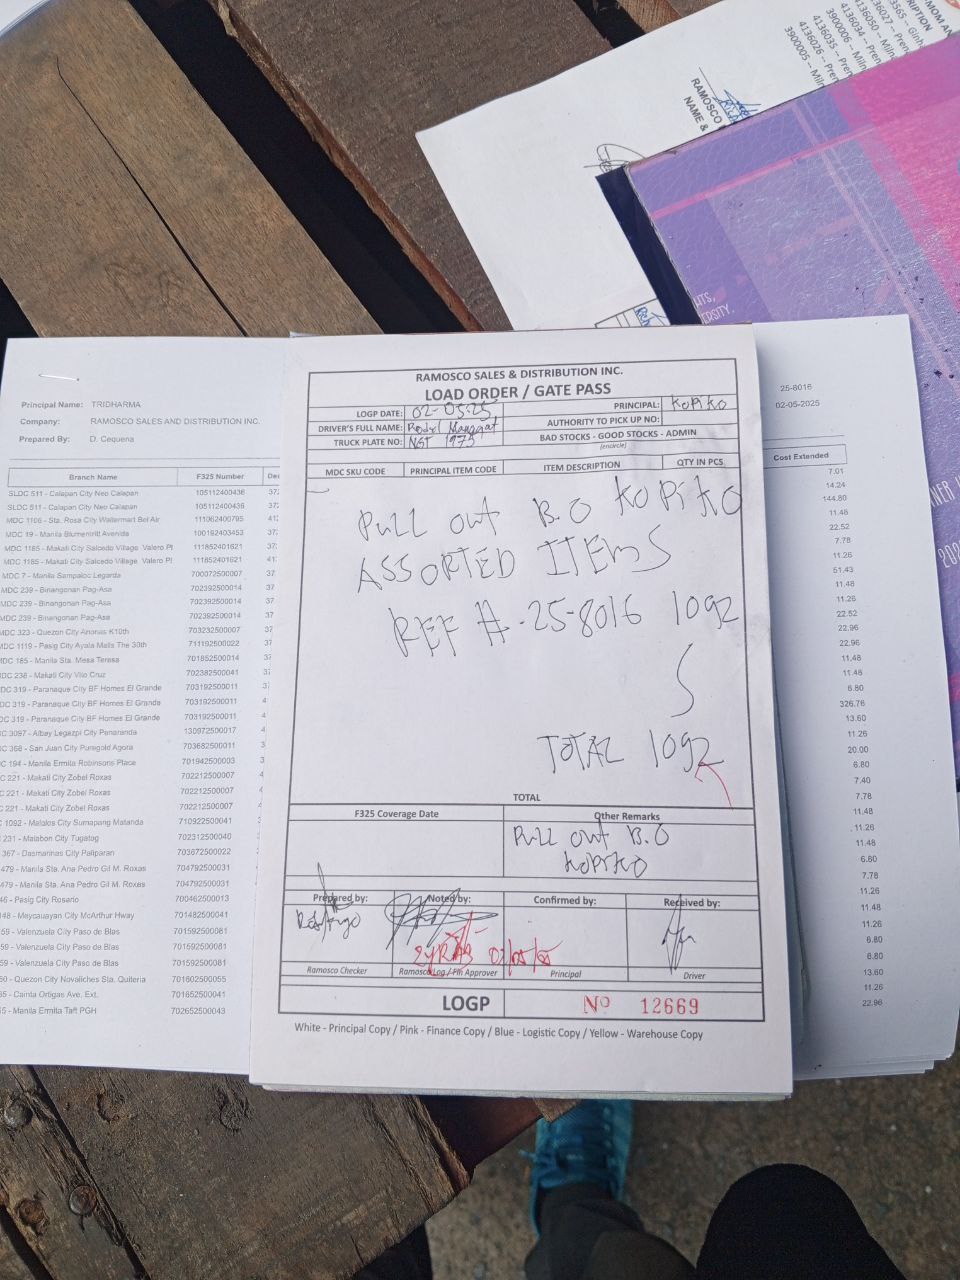 RAMOSCO SALES & DISTRIBUTION INC.
LOAD ORDER / GATE PASS
LOGP DATE: 02-05-25 PRINCIPAL: KOPIKO
DRIVER'S FULL NAME: Rodel AUTHORITY TO PICK UP NO:
TRUCK PLATE NO: NGT 1975 BAD STOCKS - GOOD STOCKS - ADMIN
(encircle)
MDC SKU CODE PRINCIPAL ITEM CODE ITEM DESCRIPTION QTY IN PCS
Pull out B.O KOPIKO
ASSORTED ITEMS
REF #-25-8016 1092
TOTAL 1092
TOTAL
F325 Coverage Date Other Remarks
Pull out B.O
KOPIKO
Prepared by: Noted by: Confirmed by: Received by:
Ramosco Checker Ramosco Log / Fin Approver Principal Driver
LOGP Nº 12669
White - Principal Copy / Pink - Finance Copy / Blue - Logistic Copy / Yellow - Warehouse Copy
Principal Name: TRIDHARMA
Company: RAMOSCO SALES AND DISTRIBUTION INC.
Prepared By: D. Cequena
25-8016
02-05-2025
Branch Name F325 Number Cost Extended
SLDC 511 - Calapan City Neo Calapan 105112400436 7.01
SLDC 511 - Calapan City Neo Calapan 105112400436 14.24
MDC 1106 - Sta. Rosa City Waltermart Bel Air 111062400795 144.80
MDC 19 - Manila Blumentritt Avenida 100192403453 11.48
MDC 1185 - Makati City Salcedo Village Valero Pl 111852401621 22.52
MDC 1185 - Makati City Salcedo Village Valero Pl 111852401621 7.78
MDC 7 - Manila Sampaloc Legarda 700072500007 11.26
MDC 239 - Binangonan Pag-Asa 702392500014 51.43
MDC 239 - Binangonan Pag-Asa 702392500014 11.48
MDC 239 - Binangonan Pag-Asa 702392500014 11.26
MDC 323 - Quezon City Anonas K10th 703232500007 22.52
MDC 1119 - Pasig City Ayala Malls The 30th 711192500022 22.96
MDC 185 - Manila Sta. Mesa Teresa 701852500014 22.96
MDC 238 - Makati City Vito Cruz 702382500041 11.48
DC 319 - Paranaque City BF Homes El Grande 703192500011 6.80
DC 319 - Paranaque City BF Homes El Grande 703192500011 326.76
DC 319 - Paranaque City BF Homes El Grande 703192500011 13.60
C 3097 - Albay Legazpi City Penaranda 130972500017 11.26
C 368 - San Juan City Puregold Agora 703682500011 20.00
C 194 - Manila Ermita Robinsons Place 701942500003 6.80
C 221 - Makati City Zobel Roxas 702212500007 7.40
C 221 - Makati City Zobel Roxas 702212500007 7.78
C 221 - Makati City Zobel Roxas 702212500007 11.48
1092 - Malolos City Sumapang Matanda 710922500041 11.26
231 - Malabon City Tugatog 702312500040 11.48
367 - Dasmarinas City Paliparan 703672500022 6.80
479 - Manila Sta. Ana Pedro Gil M. Roxas 704792500031 7.78
479 - Manila Sta. Ana Pedro Gil M. Roxas 704792500031 11.26
46 - Pasig City Rosario 700462500013 11.48
148 - Meycauayan City McArthur Hway 701482500041 11.26
59 - Valenzuela City Paso de Blas 701592500081 6.80
59 - Valenzuela City Paso de Blas 701592500081 6.80
59 - Valenzuela City Paso de Blas 701592500081 13.60
60 - Quezon City Novaliches Sta. Quiteria 701602500055 11.26
65 - Cainta Ortigas Ave. Ext. 701652500041 22.96
5 - Manila Ermita Taft PGH 702652500043